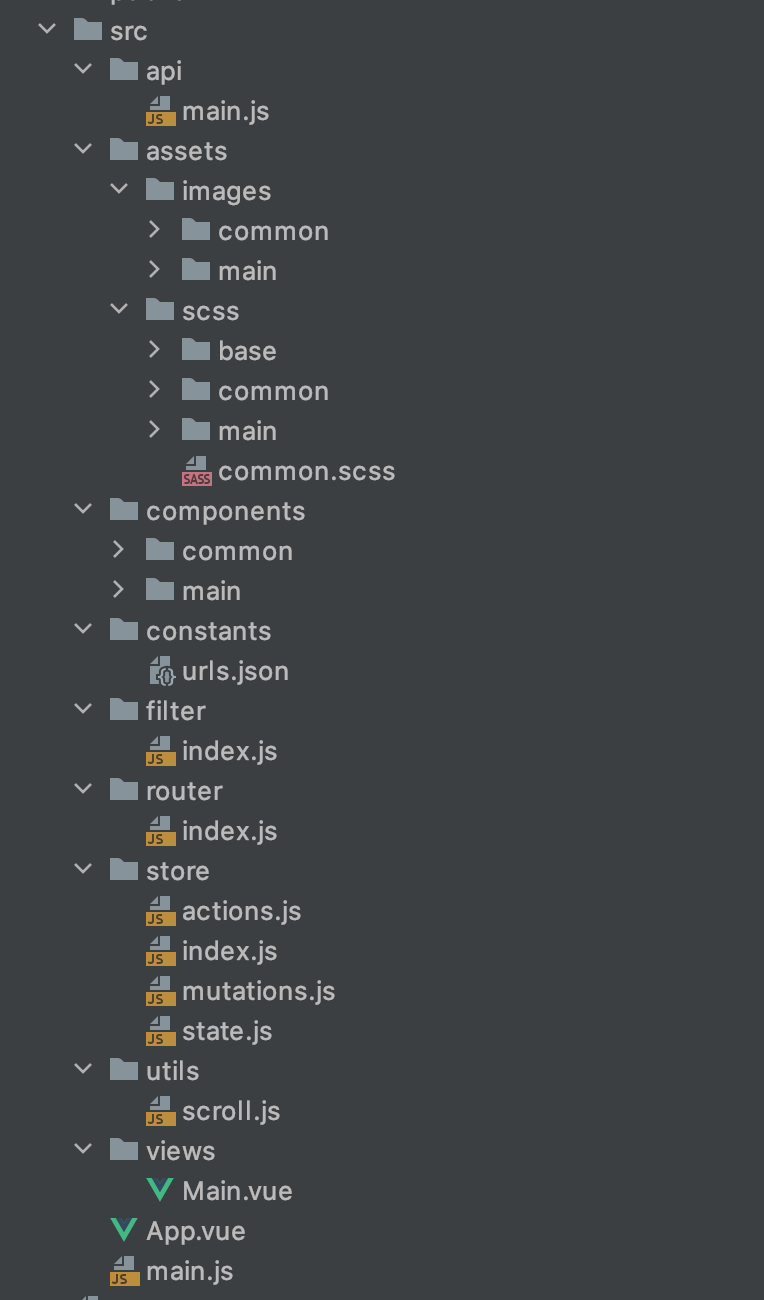 src
api
JS main.js
assets
images
common
main
scss
base
common
main
SASS common.scss
components
common
main
constants
{} urls.json
filter
JS index.js
router
JS index.js
store
JS actions.js
JS index.js
JS mutations.js
JS state.js
utils
JS scroll.js
views
Main.vue
App.vue
JS main.js